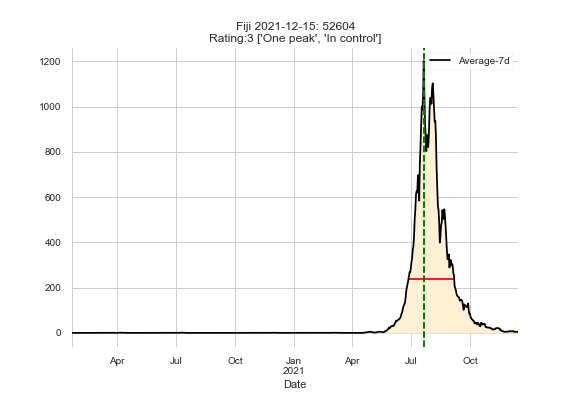 Fiji 2021-12-15: 52604
Rating:3 ['One peak', 'In control']
Average-7d
1200
1000
800
600
400
200
0
Apr Jul Oct Jan Apr Jul Oct
2021
Date